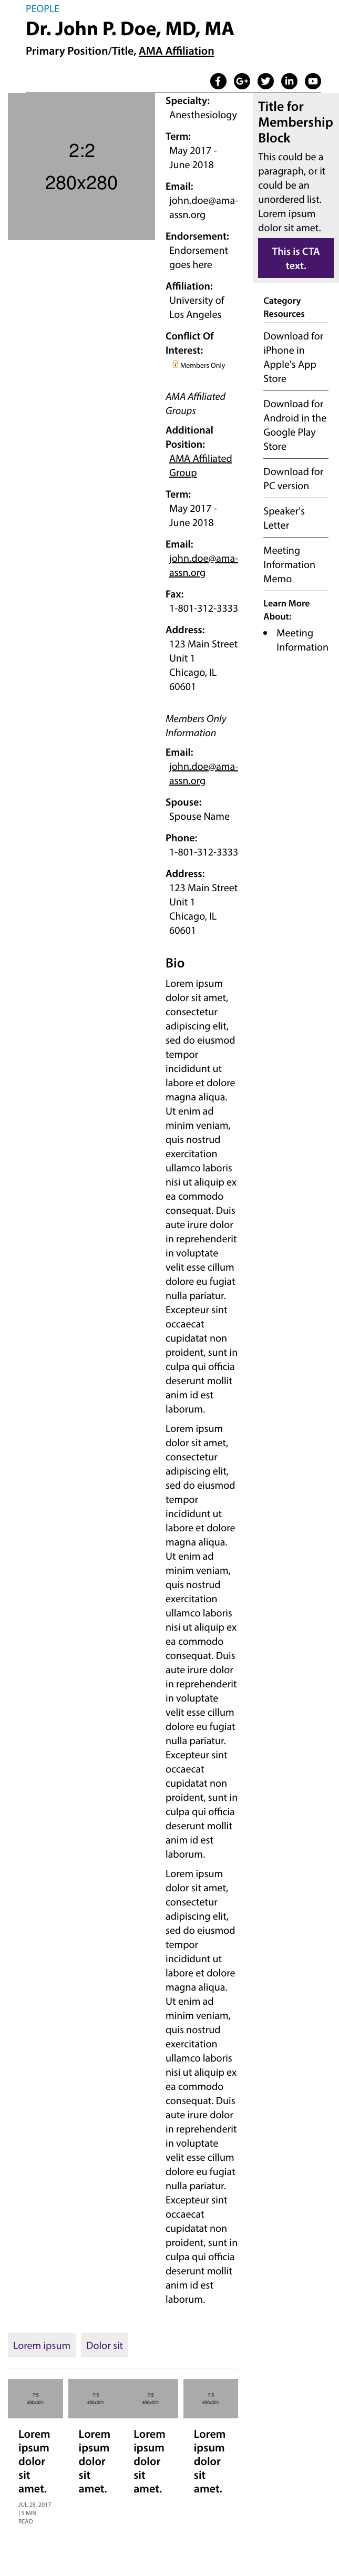 PEOPLE
Dr. John P. Doe, MD, MA
Primary Position/Title, AMA Affiliation
2:2
280x280
Specialty:
Anesthesiology
Term:
May 2017 -
June 2018
Email:
john.doe@ama-
assn.org
Endorsement:
Endorsement
goes here
Affiliation:
University of
Los Angeles
Conflict Of
Interest:
Members Only
AMA Affiliated
Groups
Additional
Position:
AMA Affiliated
Group
Term:
May 2017 -
June 2018
Email:
john.doe@ama-
assn.org
Fax:
1-801-312-3333
Address:
123 Main Street
Unit 1
Chicago, IL
60601
Members Only
Information
Email:
john.doe@ama-
assn.org
Spouse:
Spouse Name
Phone:
1-801-312-3333
Address:
123 Main Street
Unit 1
Chicago, IL
60601
Bio
Lorem ipsum
dolor sit amet,
consectetur
adipiscing elit,
sed do eiusmod
tempor
incididunt ut
labore et dolore
magna aliqua.
Ut enim ad
minim veniam,
quis nostrud
exercitation
ullamco laboris
nisi ut aliquip ex
ea commodo
consequat. Duis
aute irure dolor
in reprehenderit
in voluptate
velit esse cillum
dolore eu fugiat
nulla pariatur.
Excepteur sint
occaecat
cupidatat non
proident, sunt in
culpa qui officia
deserunt mollit
anim id est
laborum.
Lorem ipsum
dolor sit amet,
consectetur
adipiscing elit,
sed do eiusmod
tempor
incididunt ut
labore et dolore
magna aliqua.
Ut enim ad
minim veniam,
quis nostrud
exercitation
ullamco laboris
nisi ut aliquip ex
ea commodo
consequat. Duis
aute irure dolor
in reprehenderit
in voluptate
velit esse cillum
dolore eu fugiat
nulla pariatur.
Excepteur sint
occaecat
cupidatat non
proident, sunt in
culpa qui officia
deserunt mollit
anim id est
laborum.
Lorem ipsum
dolor sit amet,
consectetur
adipiscing elit,
sed do eiusmod
tempor
incididunt ut
labore et dolore
magna aliqua.
Ut enim ad
minim veniam,
quis nostrud
exercitation
ullamco laboris
nisi ut aliquip ex
ea commodo
consequat. Duis
aute irure dolor
in reprehenderit
in voluptate
velit esse cillum
dolore eu fugiat
nulla pariatur.
Excepteur sint
occaecat
cupidatat non
proident, sunt in
culpa qui officia
deserunt mollit
anim id est
laborum.
Title for
Membership
Block
This could be a
paragraph, or it
could be an
unordered list.
Lorem ipsum
dolor sit amet.
This is CTA
text.
Category
Resources
Download for
iPhone in
Apple's App
Store
Download for
Android in the
Google Play
Store
Download for
PC version
Speaker's
Letter
Meeting
Information
Memo
Learn More
About:
Meeting
Information
Lorem ipsum
Dolor sit
7:5
450x321
Lorem
ipsum
dolor
sit
amet.
JUL 28, 2017
| 5 MIN
READ
7:5
450x321
Lorem
ipsum
dolor
sit
amet.
7:5
450x321
Lorem
ipsum
dolor
sit
amet.
7:5
450x321
Lorem
ipsum
dolor
sit
amet.